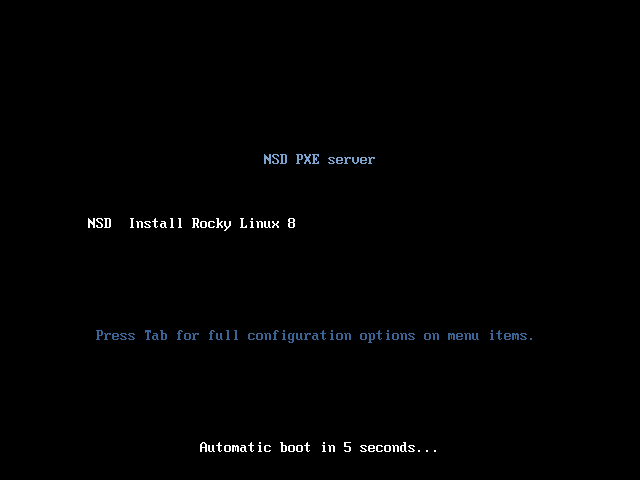 NSD PXE server
NSD  Install Rocky Linux 8
Press Tab for full configuration options on menu items.
Automatic boot in 5 seconds...